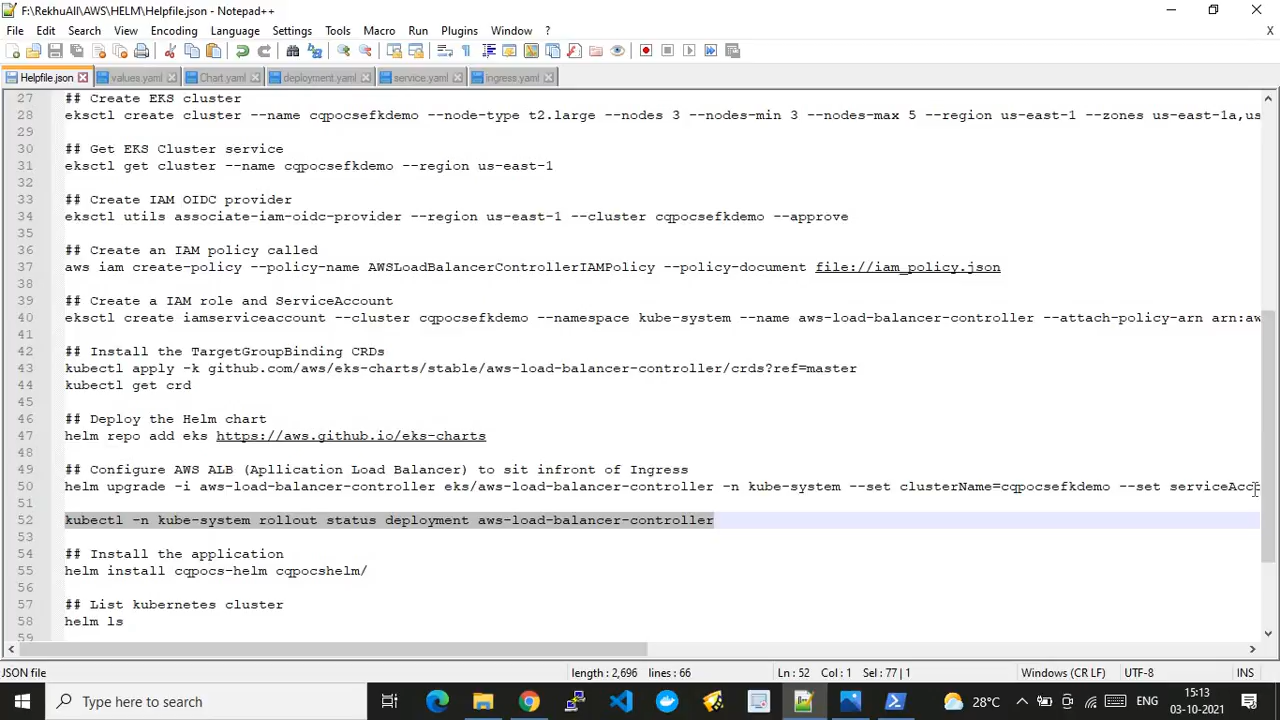 F:\RekhuAll\AWS\HELM\Helpfile.json - Notepad++
File Edit Search View Encoding Language Settings Tools Macro Run Plugins Window ? X
Helpfile.json values.yaml Chart.yaml deployment.yaml service.yaml ingress.yaml
27 ## Create EKS cluster
28 eksctl create cluster --name cqpocsefkdemo --node-type t2.large --nodes 3 --nodes-min 3 --nodes-max 5 --region us-east-1 --zones us-east-1a,us
29
30 ## Get EKS Cluster service
31 eksctl get cluster --name cqpocsefkdemo --region us-east-1
32
33 ## Create IAM OIDC provider
34 eksctl utils associate-iam-oidc-provider --region us-east-1 --cluster cqpocsefkdemo --approve
35
36 ## Create an IAM policy called
37 aws iam create-policy --policy-name AWSLoadBalancerControllerIAMPolicy --policy-document file://iam_policy.json
38
39 ## Create a IAM role and ServiceAccount
40 eksctl create iamserviceaccount --cluster cqpocsefkdemo --namespace kube-system --name aws-load-balancer-controller --attach-policy-arn arn:aw
41
42 ## Install the TargetGroupBinding CRDs
43 kubectl apply -k github.com/aws/eks-charts/stable/aws-load-balancer-controller/crds?ref=master
44 kubectl get crd
45
46 ## Deploy the Helm chart
47 helm repo add eks https://aws.github.io/eks-charts
48
49 ## Configure AWS ALB (Apllication Load Balancer) to sit infront of Ingress
50 helm upgrade -i aws-load-balancer-controller eks/aws-load-balancer-controller -n kube-system --set clusterName=cqpocsefkdemo --set serviceAcc
51
52 kubectl -n kube-system rollout status deployment aws-load-balancer-controller
53
54 ## Install the application
55 helm install cqpocs-helm cqpocshelm/
56
57 ## List kubernetes cluster
58 helm ls
59
JSON file length : 2,696 lines : 66 Ln : 52 Col : 1 Sel : 77 | 1 Windows (CR LF) UTF-8 INS
Type here to search 28°C ENG 15:13
03-10-2021